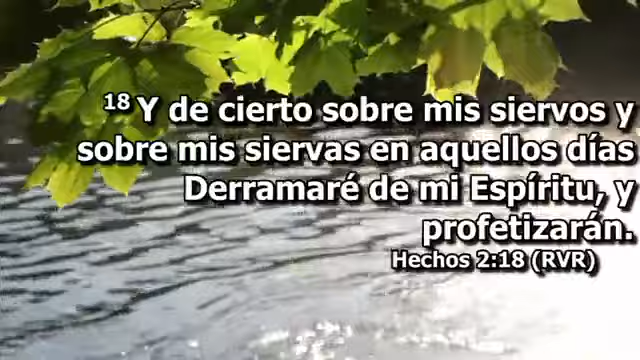 18 Y de cierto sobre mis siervos y
sobre mis siervas en aquellos días
Derramaré de mi Espíritu, y
profetizarán.
Hechos 2:18 (RVR)